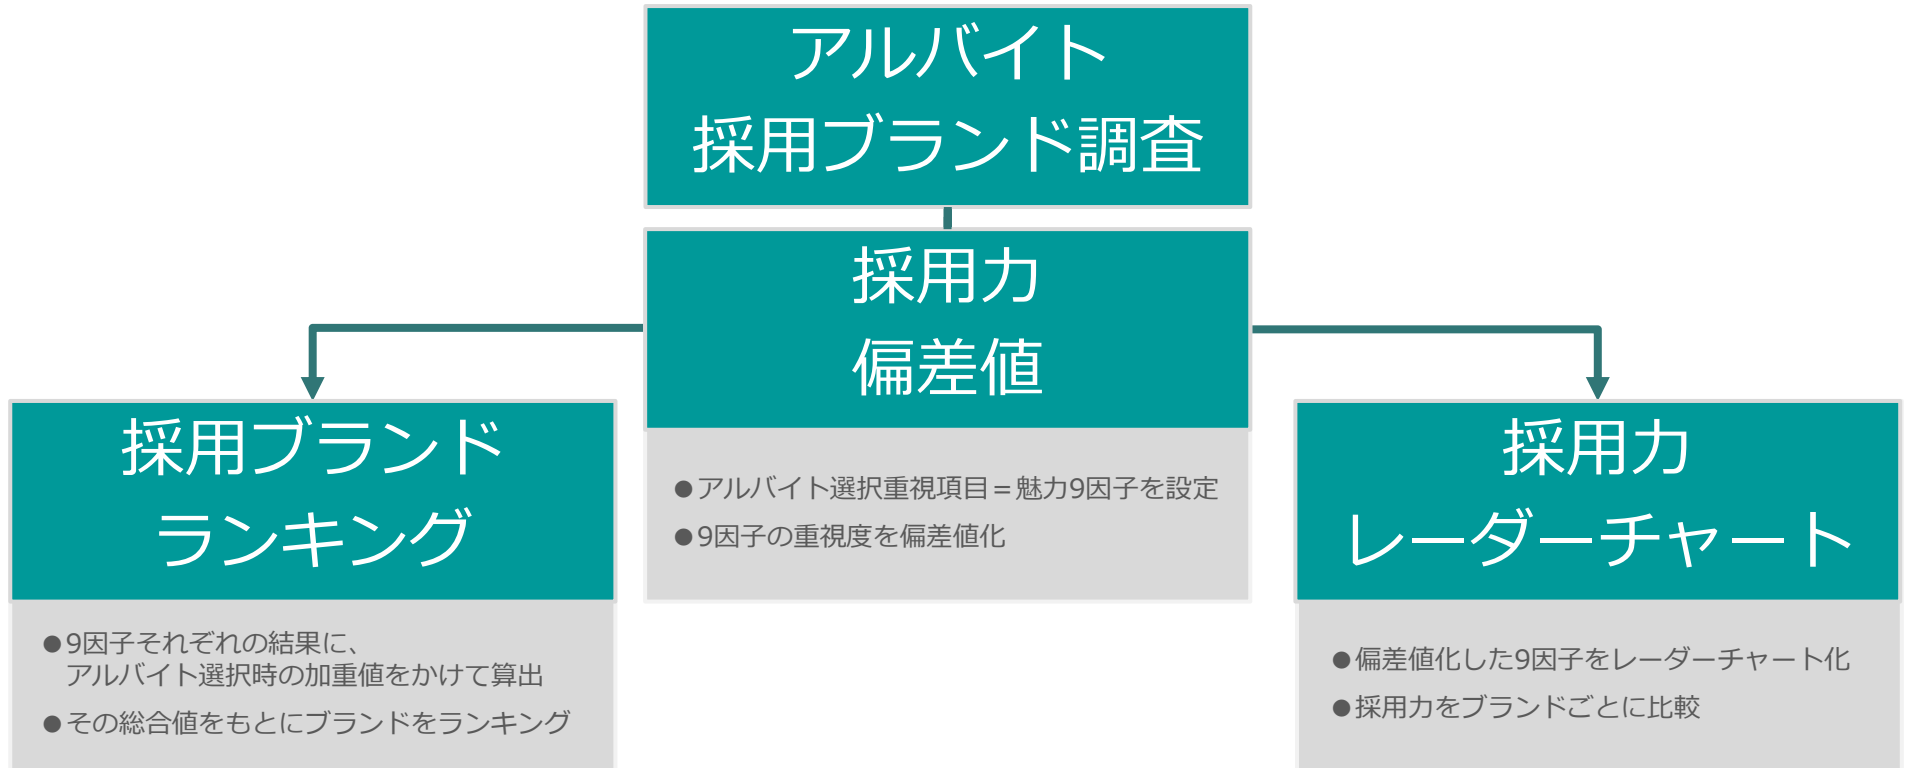 アルバイト
採用ブランド調査
採用力
偏差値
●アルバイト選択重視項目＝魅力9因子を設定
●9因子の重視度を偏差値化
採用ブランド
ランキング
●9因子それぞれの結果に、
アルバイト選択時の加重値をかけて算出
●その総合値をもとにブランドをランキング
採用力
レーダーチャート
●偏差値化した9因子をレーダーチャート化
●採用力をブランドごとに比較